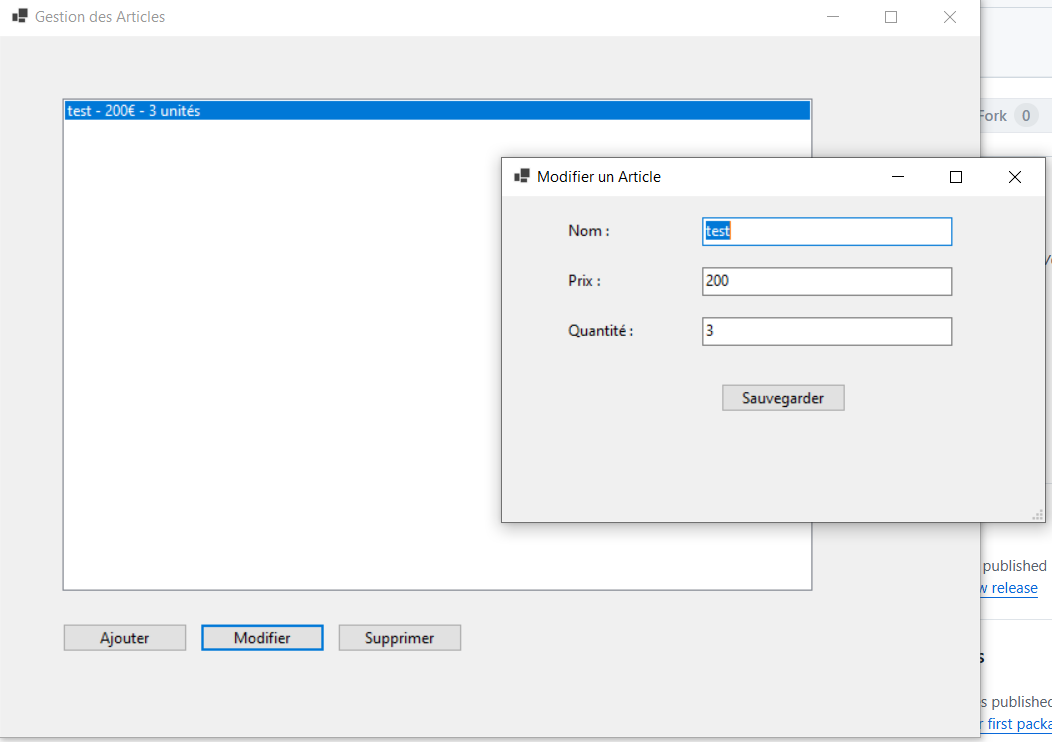 Gestion des Articles
test - 200€ - 3 unités
Fork 0
Modifier un Article
Nom :
test
Prix :
200
Quantité :
3
Sauvegarder
published
release
Ajouter
Modifier
Supprimer
published
first